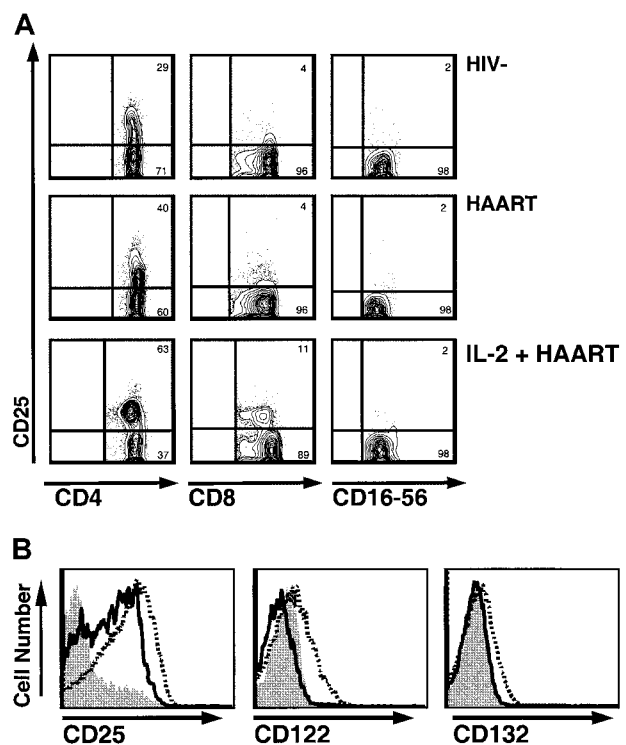 A
29 4 2 HIV-
71 96 98
40 4 2 HAART
60 96 98
63 11 2 IL-2 + HAART
37 89 98
CD25
CD4 CD8 CD16-56
B
Cell Number
CD25 CD122 CD132